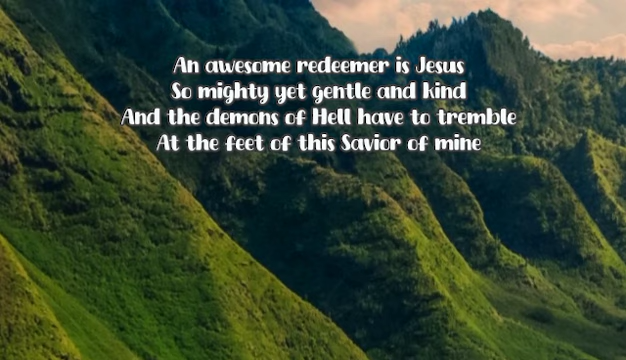 An awesome redeemer is Jesus
So mighty yet gentle and kind
And the demons of Hell have to tremble
At the feet of this Savior of mine